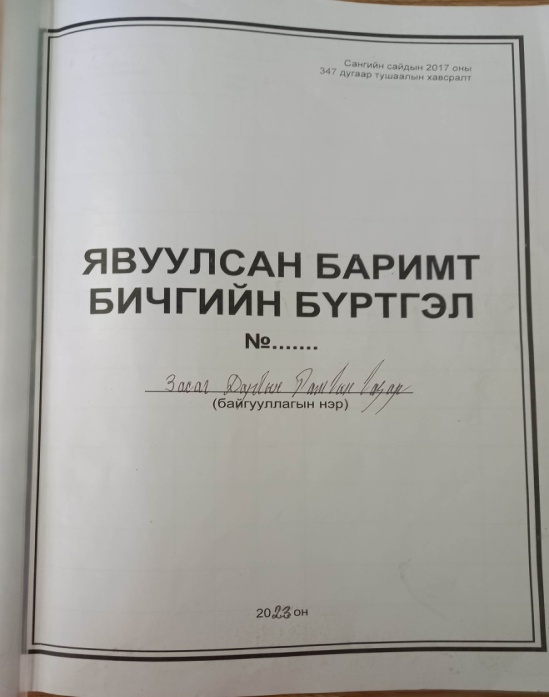 Сангийн сайдын 2017 оны
347 дугаар тушаалын хавсралт
ЯВУУЛСАН БАРИМТ
БИЧГИЙН БҮРТГЭЛ
№.......
Засаг Даргын Тамгын газар
(байгууллагын нэр)
2023 он